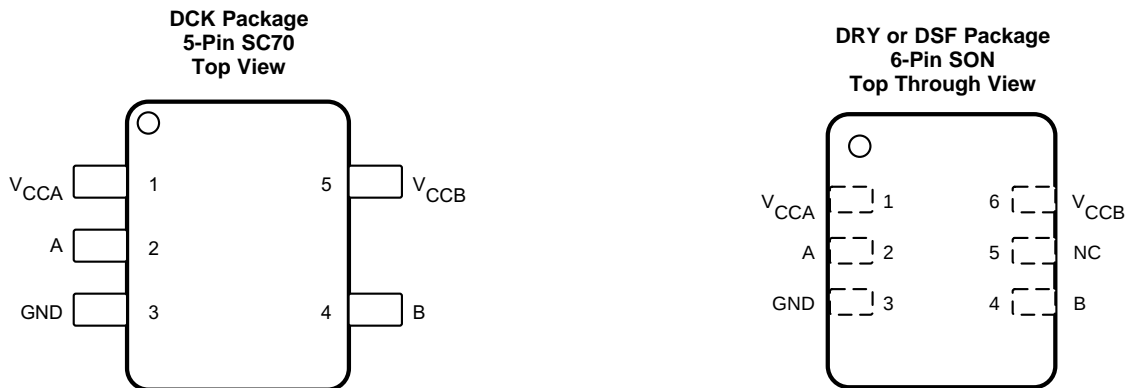 DCK Package
5-Pin SC70
Top View
VCCA 1 5 VCCB
A 2
GND 3 4 B
DRY or DSF Package
6-Pin SON
Top Through View
VCCA 1 6 VCCB
A 2 5 NC
GND 3 4 B